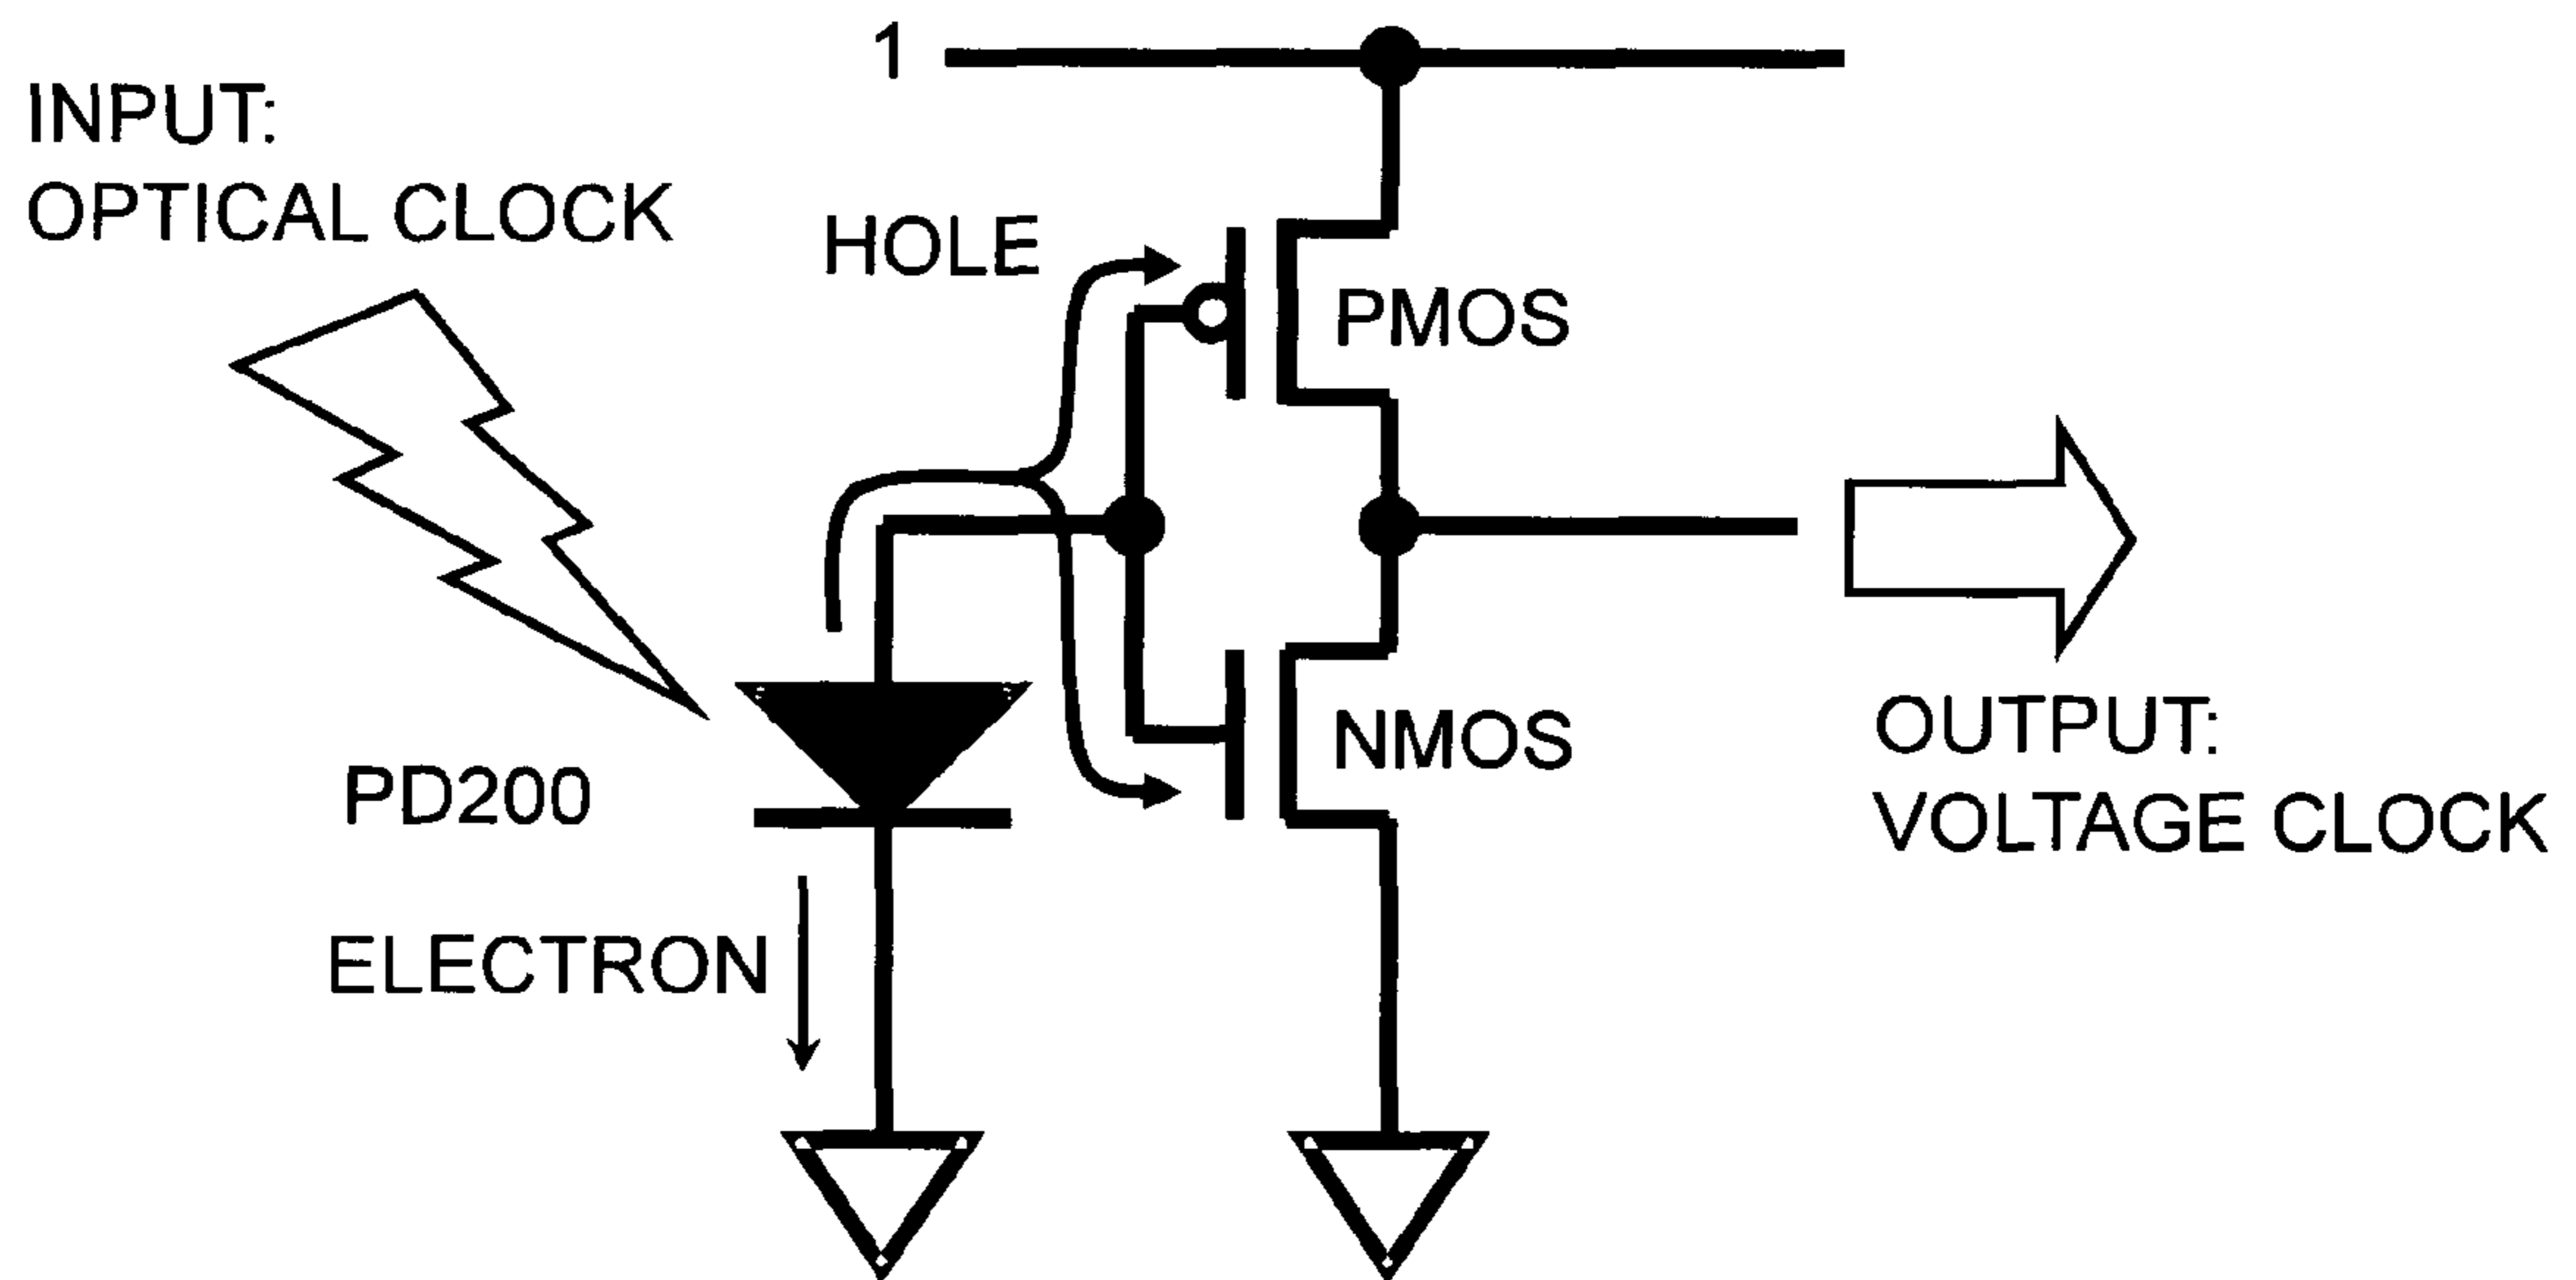 1
INPUT:
OPTICAL CLOCK
HOLE
PMOS
NMOS
PD200
ELECTRON
OUTPUT:
VOLTAGE CLOCK